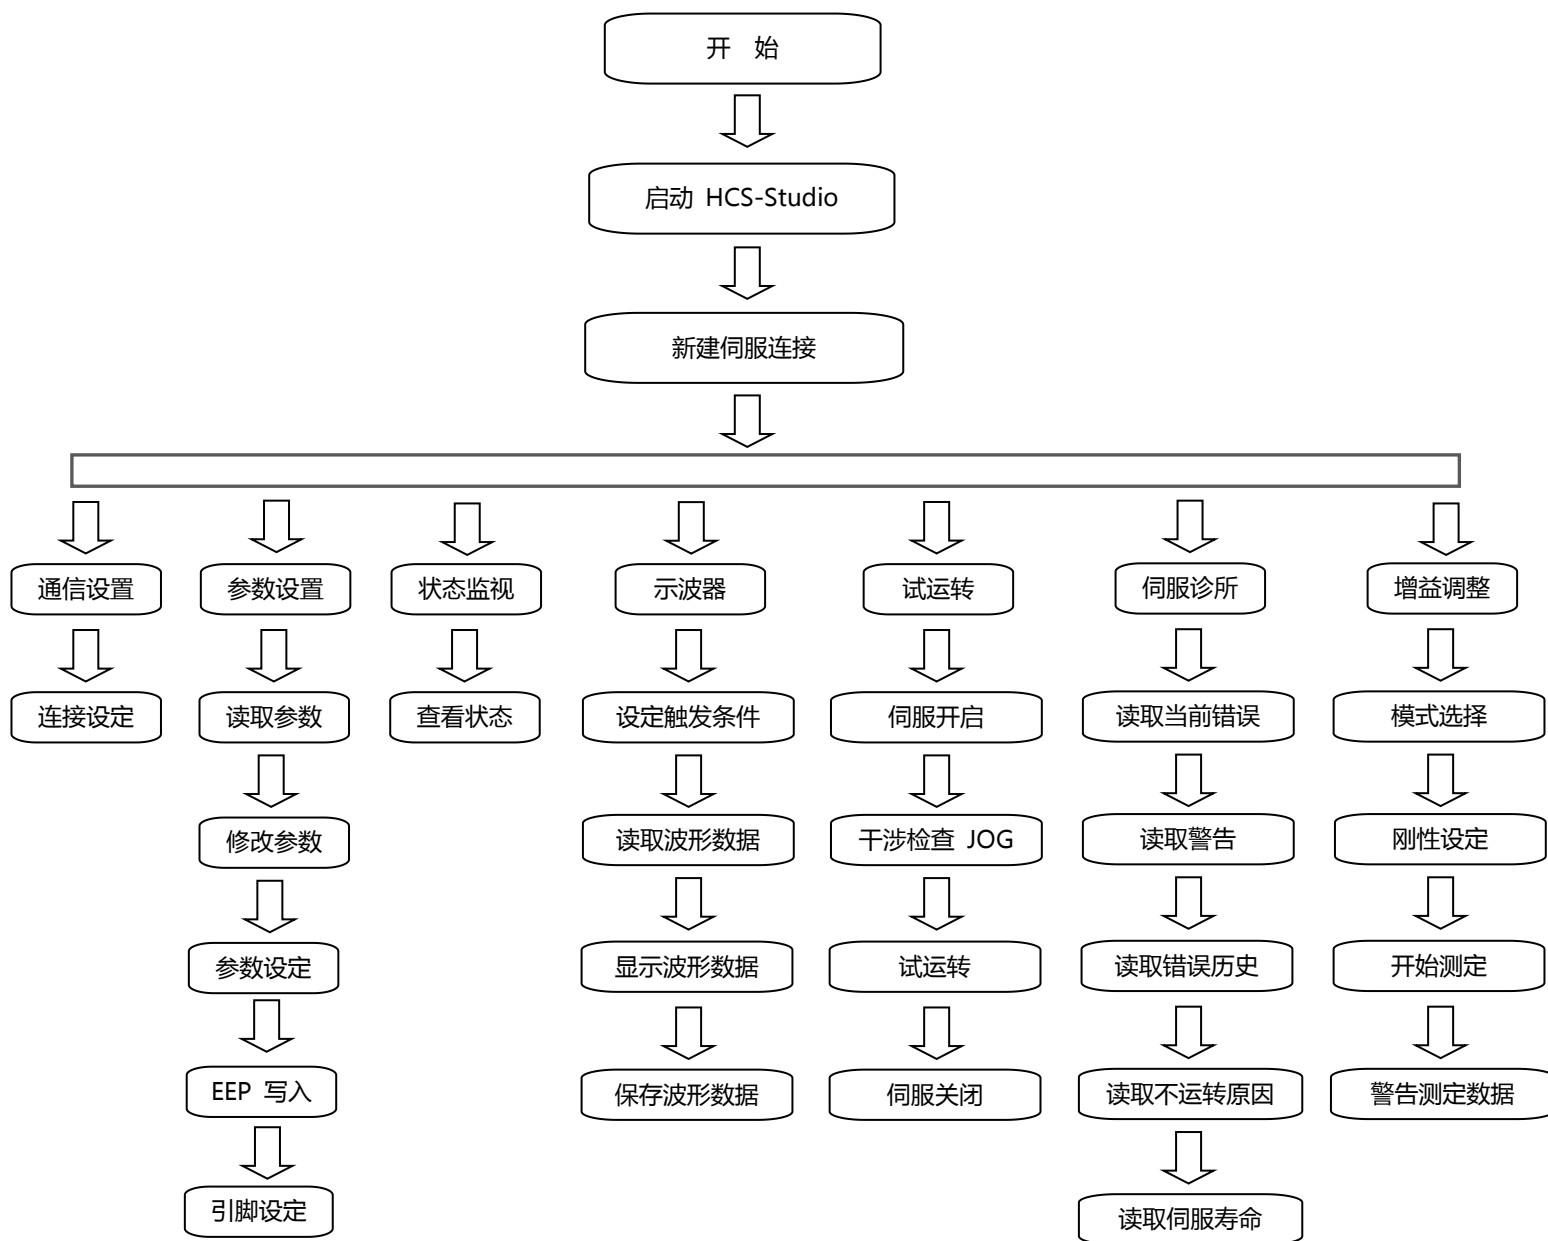 开 始
启动 HCS-Studio
新建伺服连接
通信设置 参数设置 状态监视 示波器 试运转 伺服诊所 增益调整
连接设定 读取参数 查看状态 设定触发条件 伺服开启 读取当前错误 模式选择
修改参数 读取波形数据 干涉检查 JOG 读取警告 刚性设定
参数设定 显示波形数据 试运转 读取错误历史 开始测定
EEP 写入 保存波形数据 伺服关闭 读取不运转原因 警告测定数据
引脚设定 读取伺服寿命